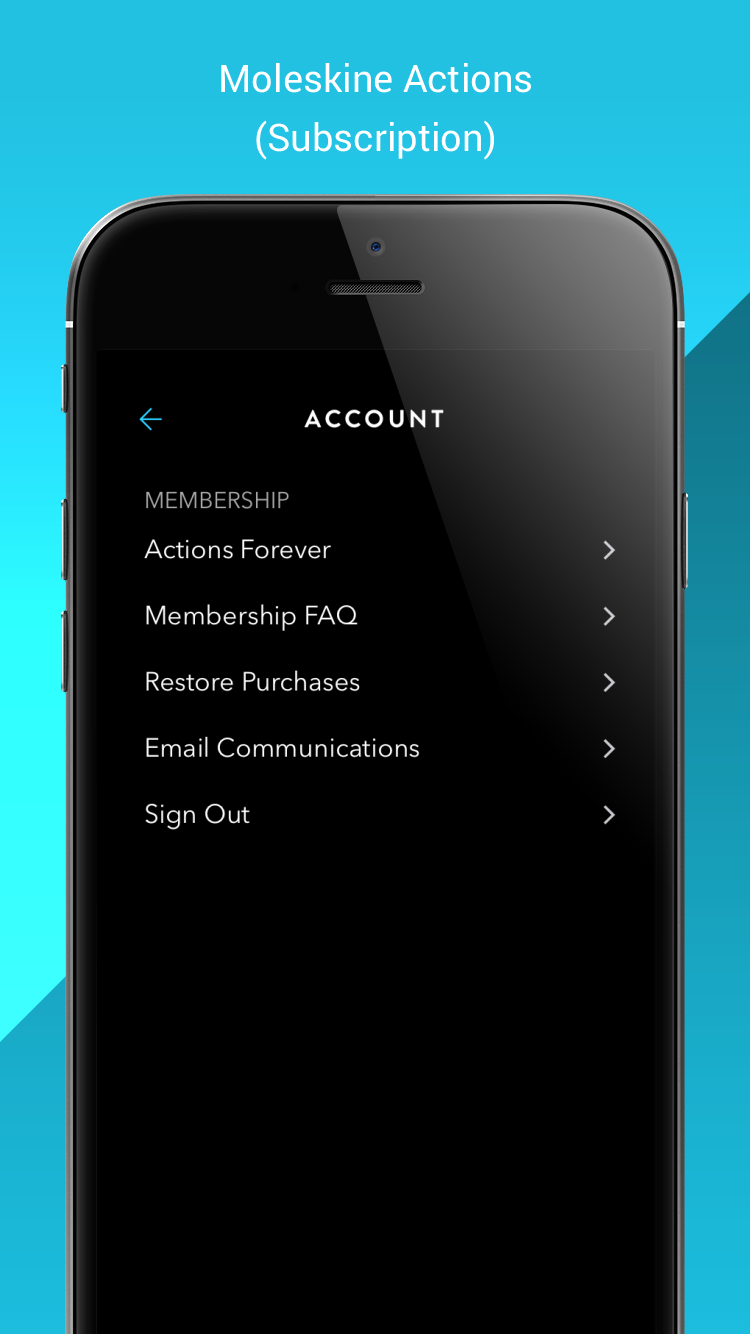 Moleskine Actions
(Subscription)
ACCOUNT
MEMBERSHIP
Actions Forever
Membership FAQ
Restore Purchases
Email Communications
Sign Out